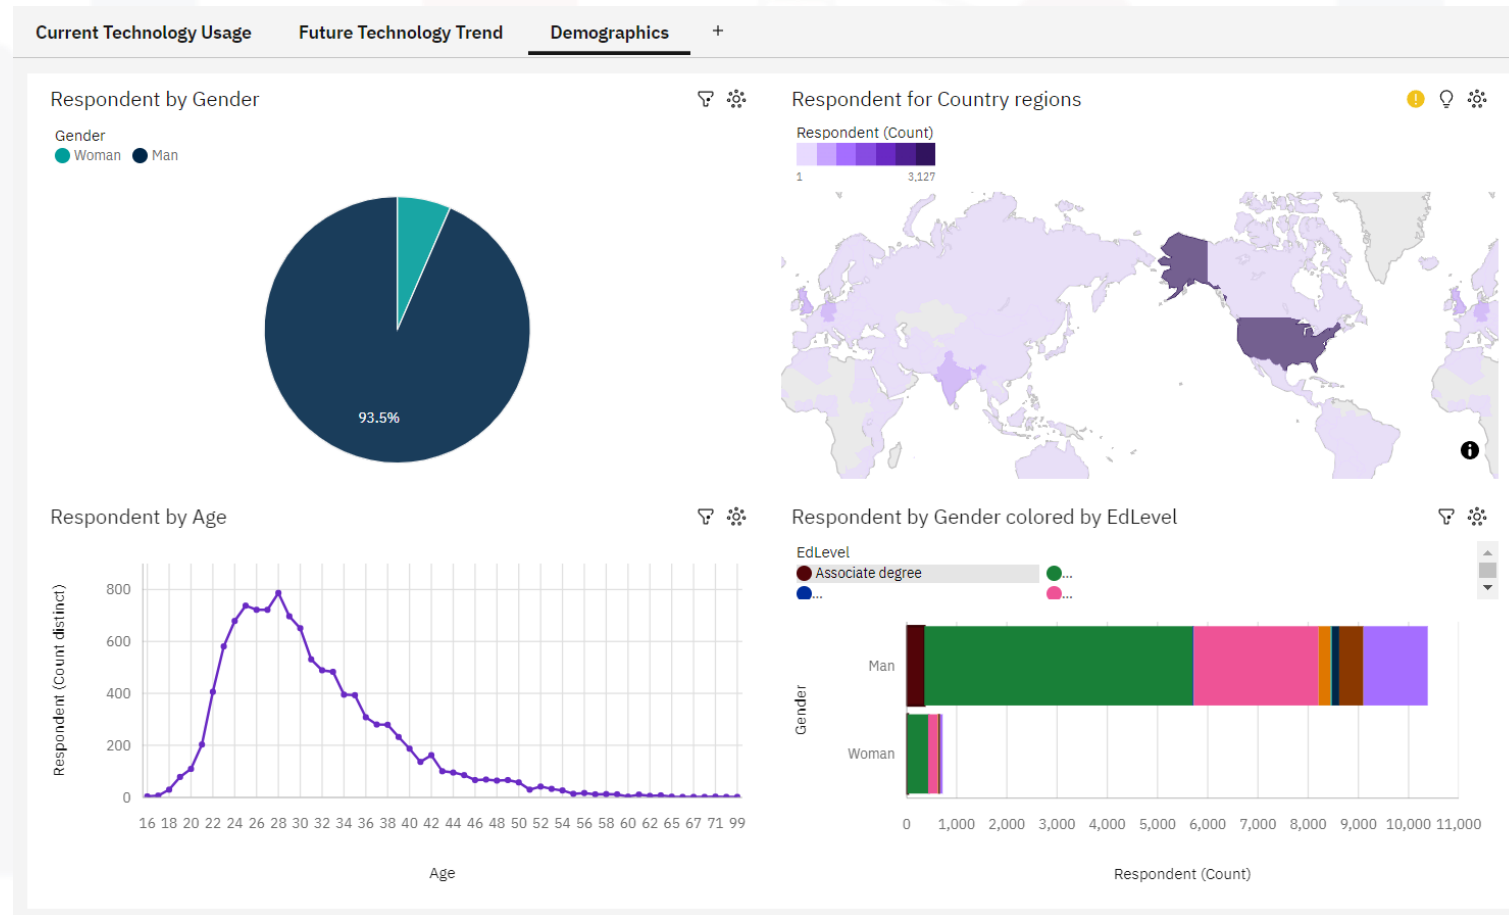 Current Technology Usage Future Technology Trend Demographics +
Respondent by Gender
Gender
Woman Man
93.5%
Respondent for Country regions
Respondent (Count)
1 3,127
Respondent by Age
Respondent (Count distinct)
800
600
400
200
0
16 18 20 22 24 26 28 30 32 34 36 38 40 42 44 46 48 50 52 54 56 58 60 62 65 67 71 99
Age
Respondent by Gender colored by EdLevel
EdLevel
Associate degree ...
... ...
Gender
Man
Woman
0 1,000 2,000 3,000 4,000 5,000 6,000 7,000 8,000 9,000 10,000 11,000
Respondent (Count)